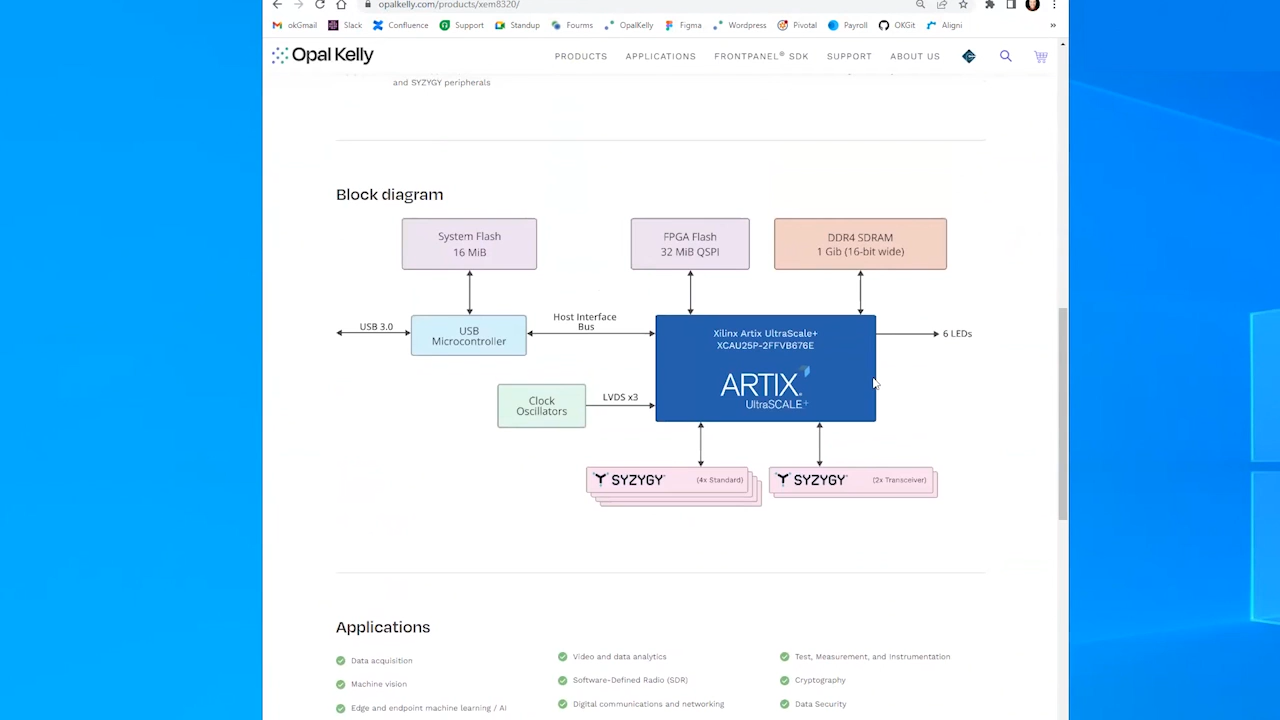 opalkelly.com/products/xem8320/
okGmail Slack Confluence Support Standup Fourms OpalKelly Figma Wordpress Pivotal Payroll OKGit Aligni »
Opal Kelly
PRODUCTS APPLICATIONS FRONTPANEL® SDK SUPPORT ABOUT US
and SYZYGY peripherals
Block diagram
System Flash
16 MiB
FPGA Flash
32 MiB QSPI
DDR4 SDRAM
1 Gib (16-bit wide)
USB 3.0
USB
Microcontroller
Host Interface
Bus
Xilinx Artix UltraScale+
XCAU25P-2FFVB676E
ARTIX
UltraSCALE+
6 LEDs
Clock
Oscillators
LVDS x3
SYZYGY (4x Standard)
SYZYGY (2x Transceiver)
Applications
Data acquisition
Machine vision
Edge and endpoint machine learning / AI
Video and data analytics
Software-Defined Radio (SDR)
Digital communications and networking
Test, Measurement, and Instrumentation
Cryptography
Data Security